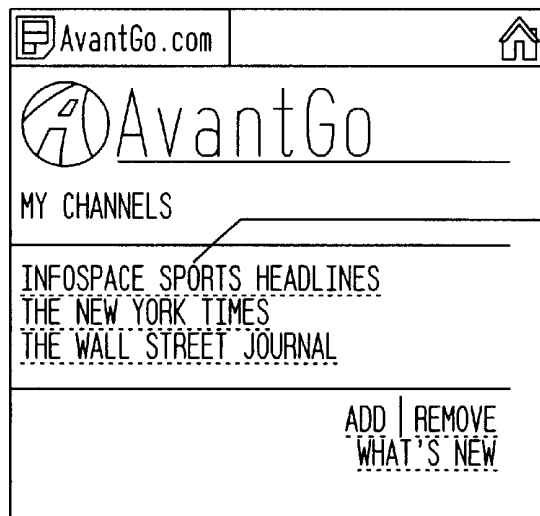 AvantGo.com
AvantGo
MY CHANNELS
INFOSPACE SPORTS HEADLINES
THE NEW YORK TIMES
THE WALL STREET JOURNAL
ADD | REMOVE
WHAT'S NEW